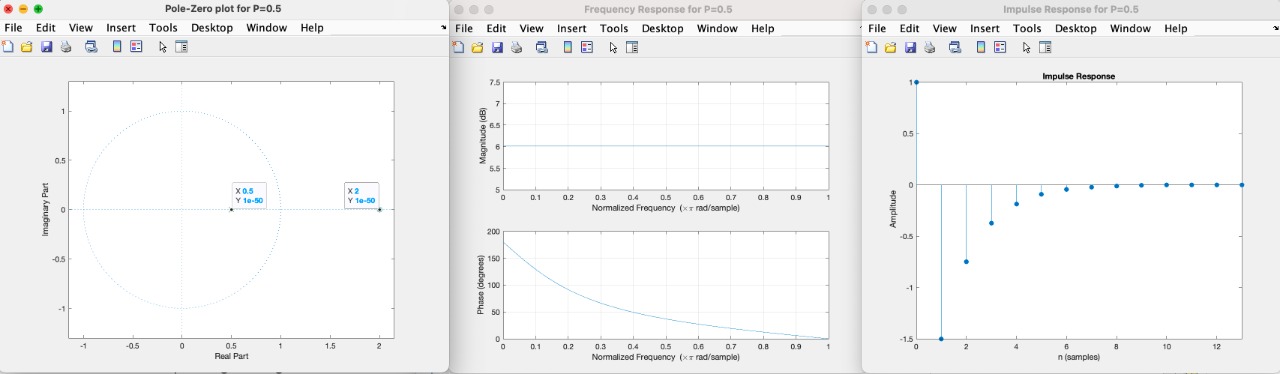 Pole-Zero plot for P=0.5
File Edit View Insert Tools Desktop Window Help
1
0.5
0
-0.5
-1
Imaginary Part
X 0.5
Y 1e-50
X 2
Y 1e-50
-1 -0.5 0 0.5 1 1.5 2
Real Part
Frequency Response for P=0.5
File Edit View Insert Tools Desktop Window Help
7.5
7
6.5
6
5.5
5
Magnitude (dB)
0 0.1 0.2 0.3 0.4 0.5 0.6 0.7 0.8 0.9 1
Normalized Frequency (×π rad/sample)
200
150
100
50
0
Phase (degrees)
0 0.1 0.2 0.3 0.4 0.5 0.6 0.7 0.8 0.9 1
Normalized Frequency (×π rad/sample)
Impulse Response for P=0.5
File Edit View Insert Tools Desktop Window Help
Impulse Response
1
0.5
0
-0.5
-1
-1.5
Amplitude
0 2 4 6 8 10 12
n (samples)